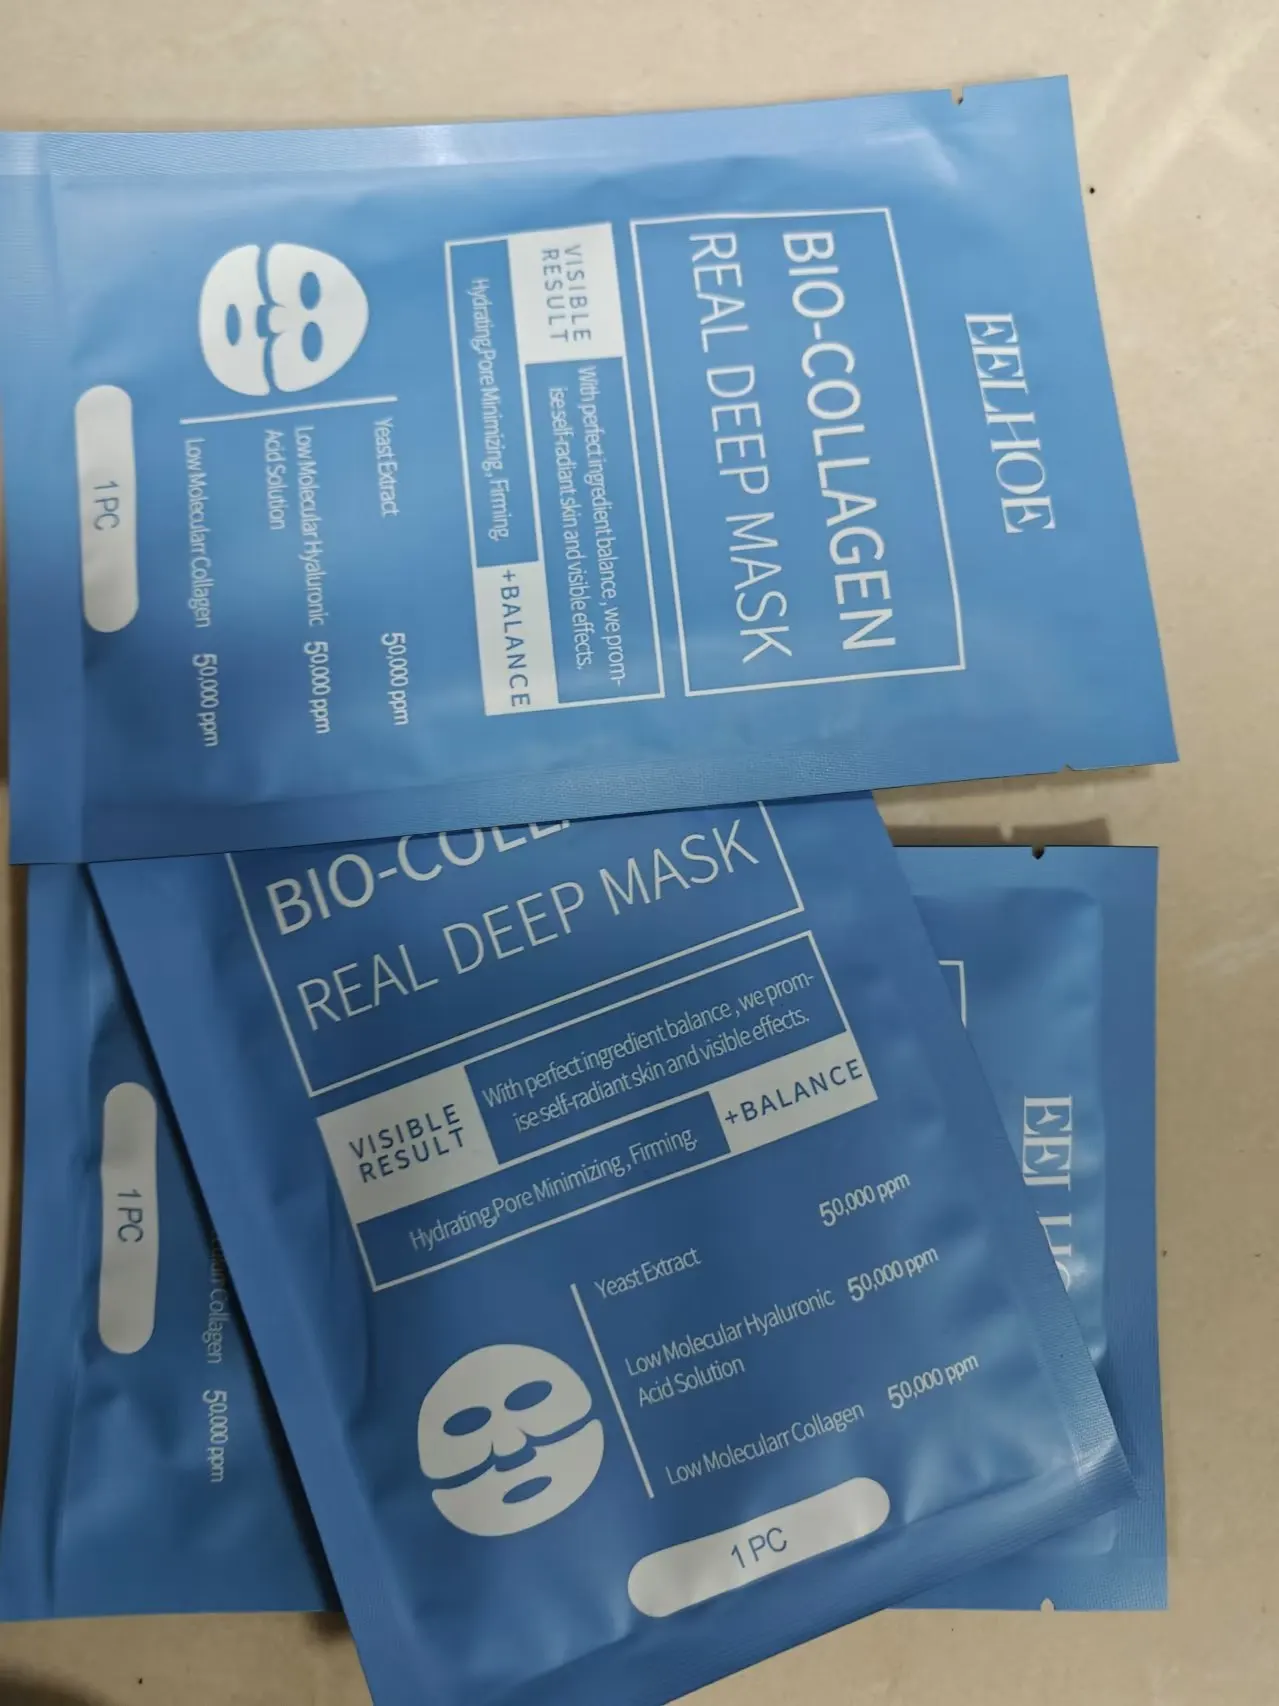 EELHOE
BIO-COLLAGEN
REAL DEEP MASK
VISIBLE
RESULT
With perfect ingredient balance , we prom-
ise self-radiant skin and visible effects.
Hydrating,Pore Minimizing , Firming.
+BALANCE
Yeast Extract 50,000 ppm
Low Molecular Hyaluronic 50,000 ppm
Acid Solution
Low Molecularr Collagen 50,000 ppm
1 PC
REAL DEEP MASK
VISIBLE
RESULT
With perfect ingredient balance , we prom-
ise self-radiant skin and visible effects.
Hydrating,Pore Minimizing , Firming.
+BALANCE
Yeast Extract 50,000 ppm
Low Molecular Hyaluronic 50,000 ppm
Acid Solution
Low Molecularr Collagen 50,000 ppm
1 PC
Collagen 50,000 ppm
1 PC